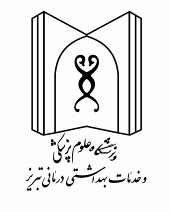 دانشگاه علوم پزشکی
و خدمات بهداشتی درمانی تبریز